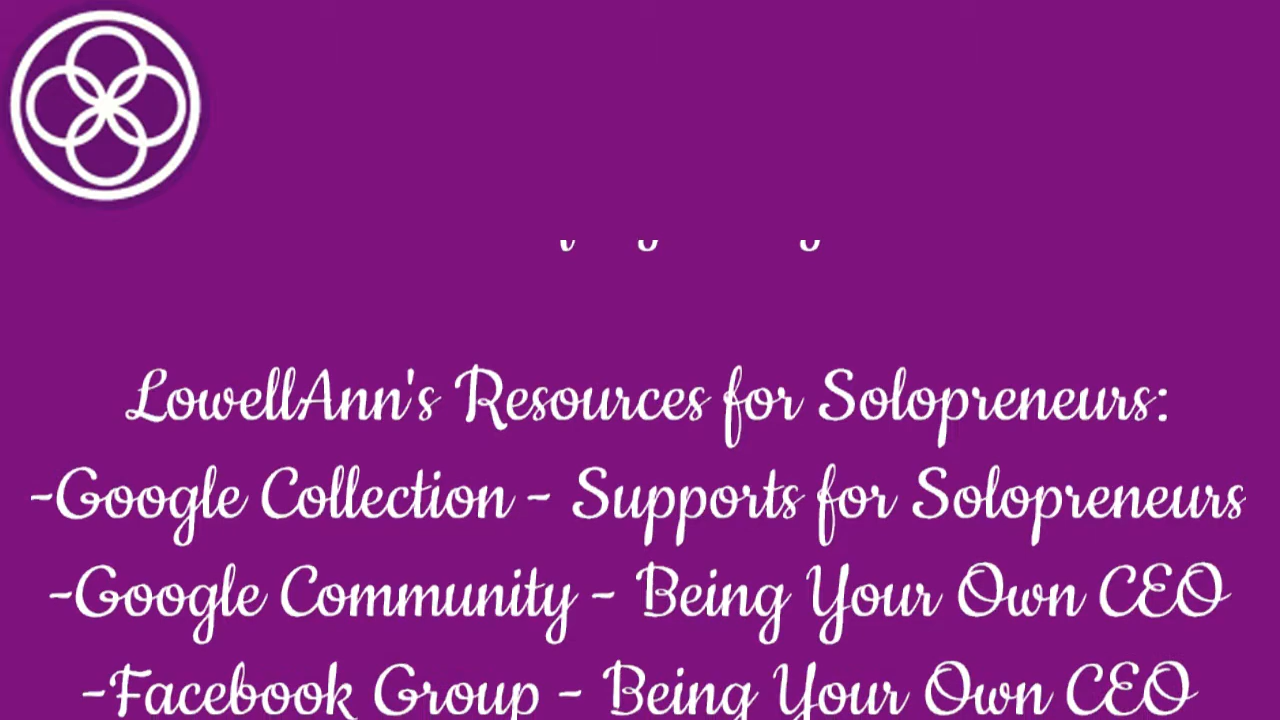 LowellAnn's Resources for Solopreneurs:
-Google Collection - Supports for Solopreneurs
-Google Community - Being Your Own CEO
-Facebook Group - Being Your Own CEO